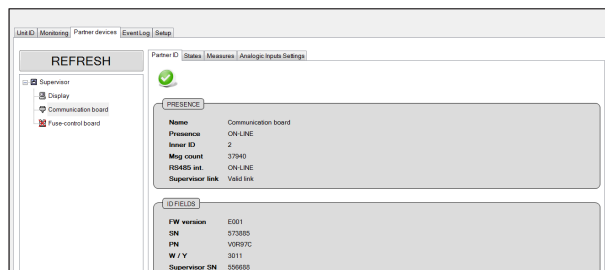 Unit ID Monitoring Partner devices Event Log Setup
REFRESH
Supervisor
Display
Communication board
Fuse-control board
Partner ID States Measures Analogic Inputs Settings
PRESENCE
Name Communication board
Presence ON-LINE
Inner ID 2
Msg count 37940
RS485 int. ON-LINE
Supervisor link Valid link
ID FIELDS
FW version E001
SN 573885
PN V0R97C
W / Y 3011
Supervisor SN 556688